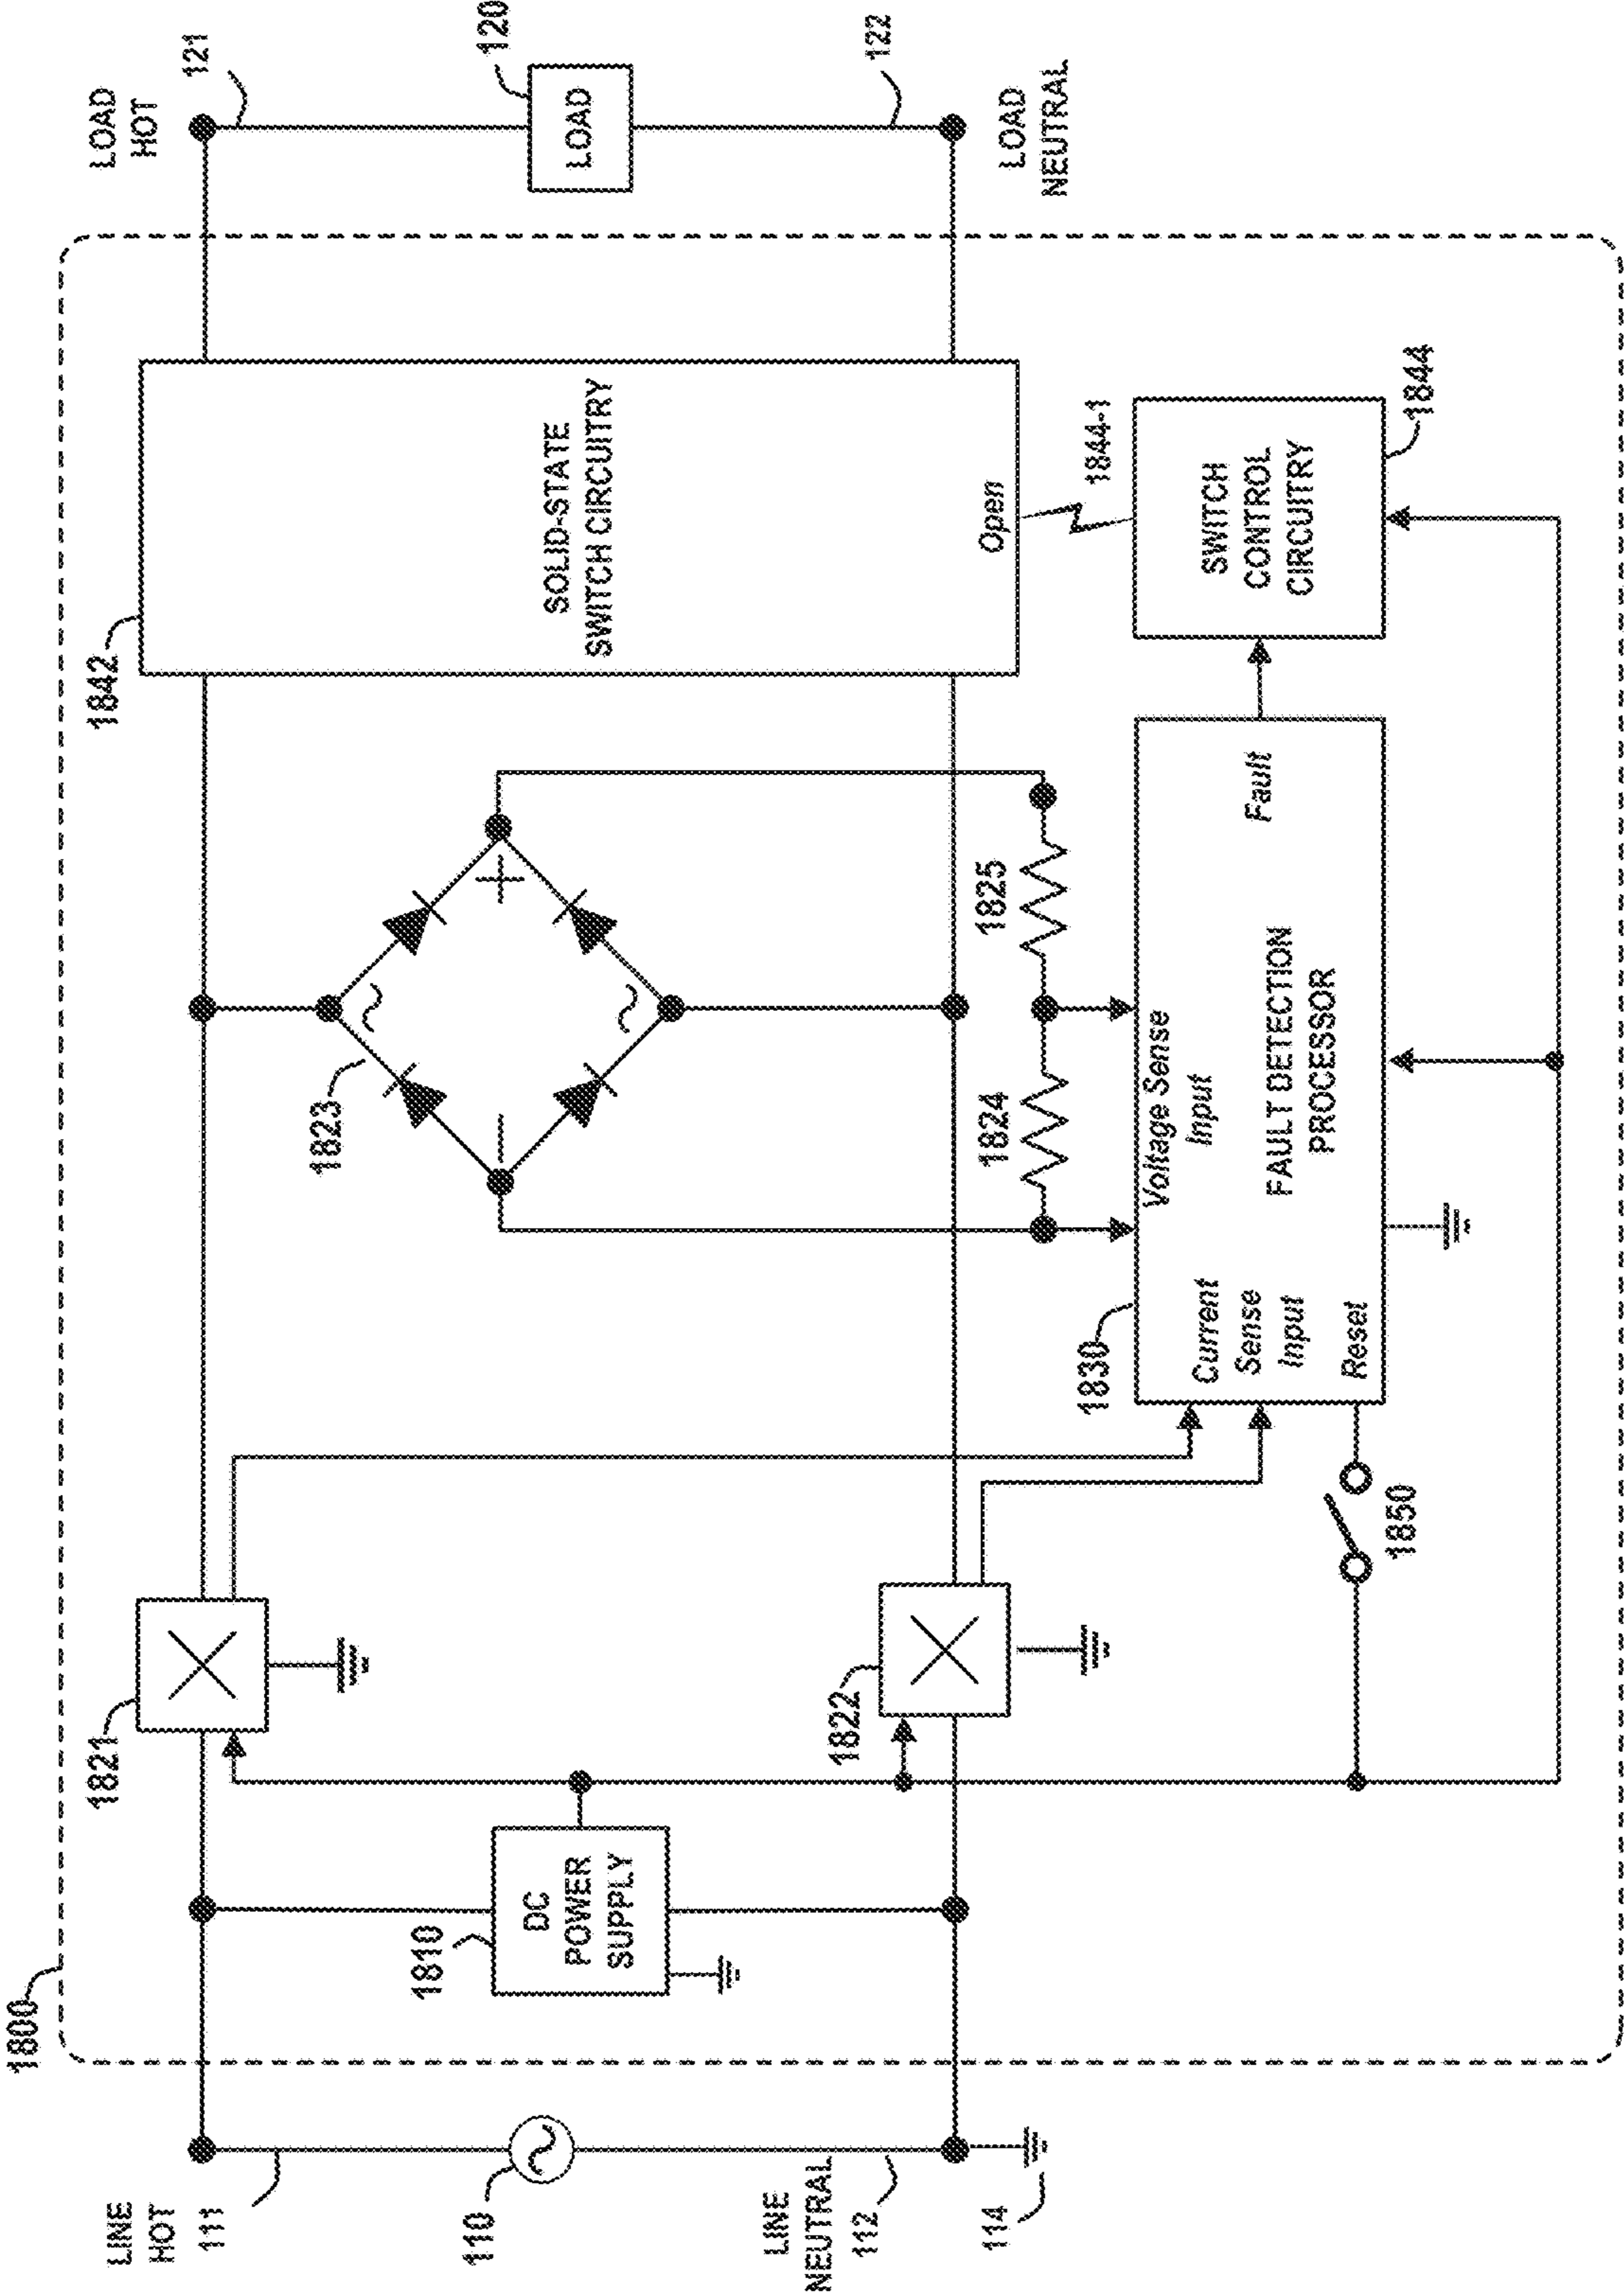 1800
LINE
HOT
111
110
LINE
NEUTRAL
112
114
1810
DC
POWER
SUPPLY
1821
1822
1823
1824
1825
1830
Voltage Sense
Input
Current
Sense
Input
Reset
FAULT DETECTION
PROCESSOR
Fault
1850
1842
SOLID-STATE
SWITCH CIRCUITRY
Open
1844-1
SWITCH
CONTROL
CIRCUITRY
1844
LOAD
HOT
121
120
LOAD
122
LOAD
NEUTRAL